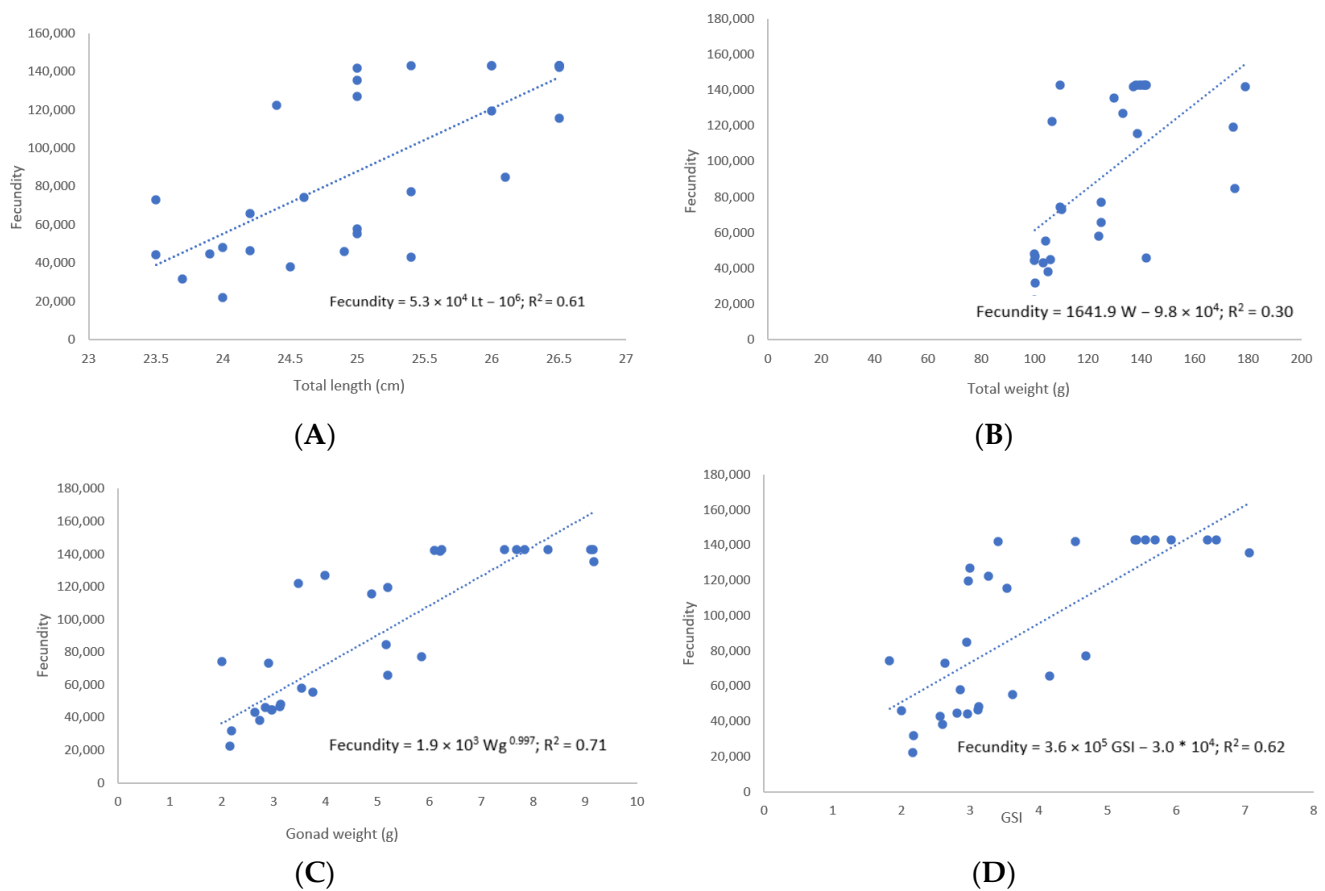 160,000
140,000
120,000
100,000
80,000
60,000
40,000
20,000
0
Fecundity
23 23.5 24 24.5 25 25.5 26 26.5 27
Total length (cm)
Fecundity = 5.3 × 10⁴ Lt – 10⁶; R² = 0.61
(A)
180,000
160,000
140,000
120,000
100,000
80,000
60,000
40,000
20,000
0
Fecundity
0 20 40 60 80 100 120 140 160 180 200
Total weight (g)
Fecundity = 1641.9 W – 9.8 × 10⁴; R² = 0.30
(B)
180,000
160,000
140,000
120,000
100,000
80,000
60,000
40,000
20,000
0
Fecundity
0 1 2 3 4 5 6 7 8 9 10
Gonad weight (g)
Fecundity = 1.9 × 10³ Wg⁰·⁹⁹⁷; R² = 0.71
(C)
180,000
160,000
140,000
120,000
100,000
80,000
60,000
40,000
20,000
0
Fecundity
0 1 2 3 4 5 6 7 8
GSI
Fecundity = 3.6 × 10⁵ GSI – 3.0 * 10⁴; R² = 0.62
(D)